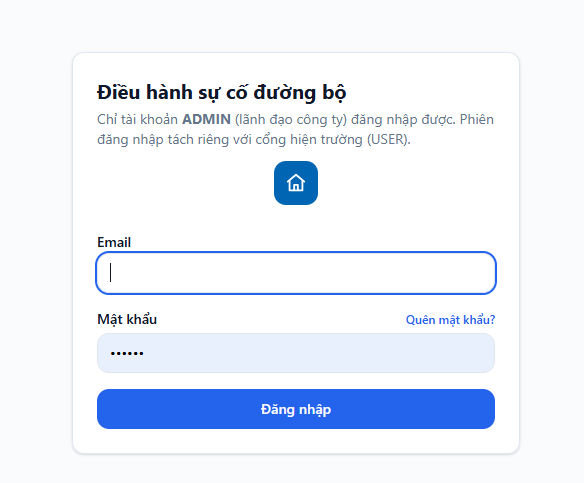 Điều hành sự cố đường bộ
Chỉ tài khoản ADMIN (lãnh đạo công ty) đăng nhập được. Phiên
đăng nhập tách riêng với cổng hiện trường (USER).
Email
Mật khẩu
Quên mật khẩu?
••••••
Đăng nhập